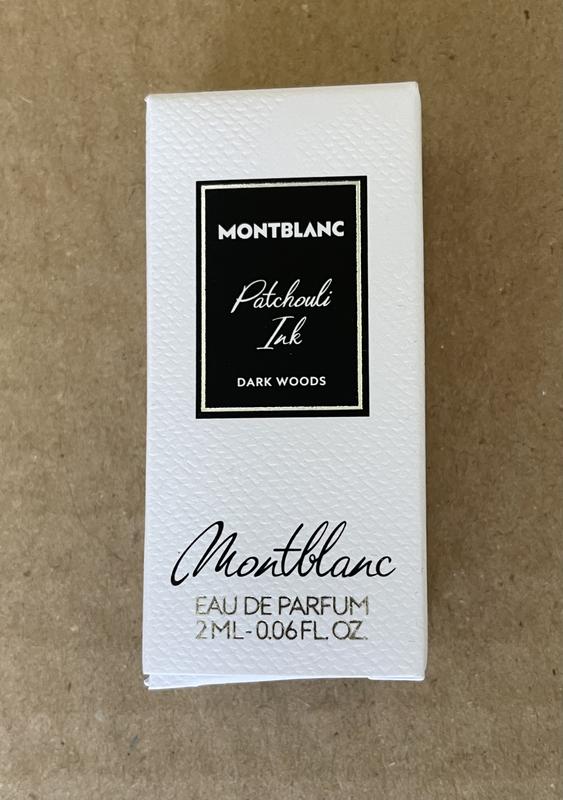 MONTBLANC
Patchouli
Ink
DARK WOODS
Montblanc
EAU DE PARFUM
2 ML - 0.06 FL. OZ.